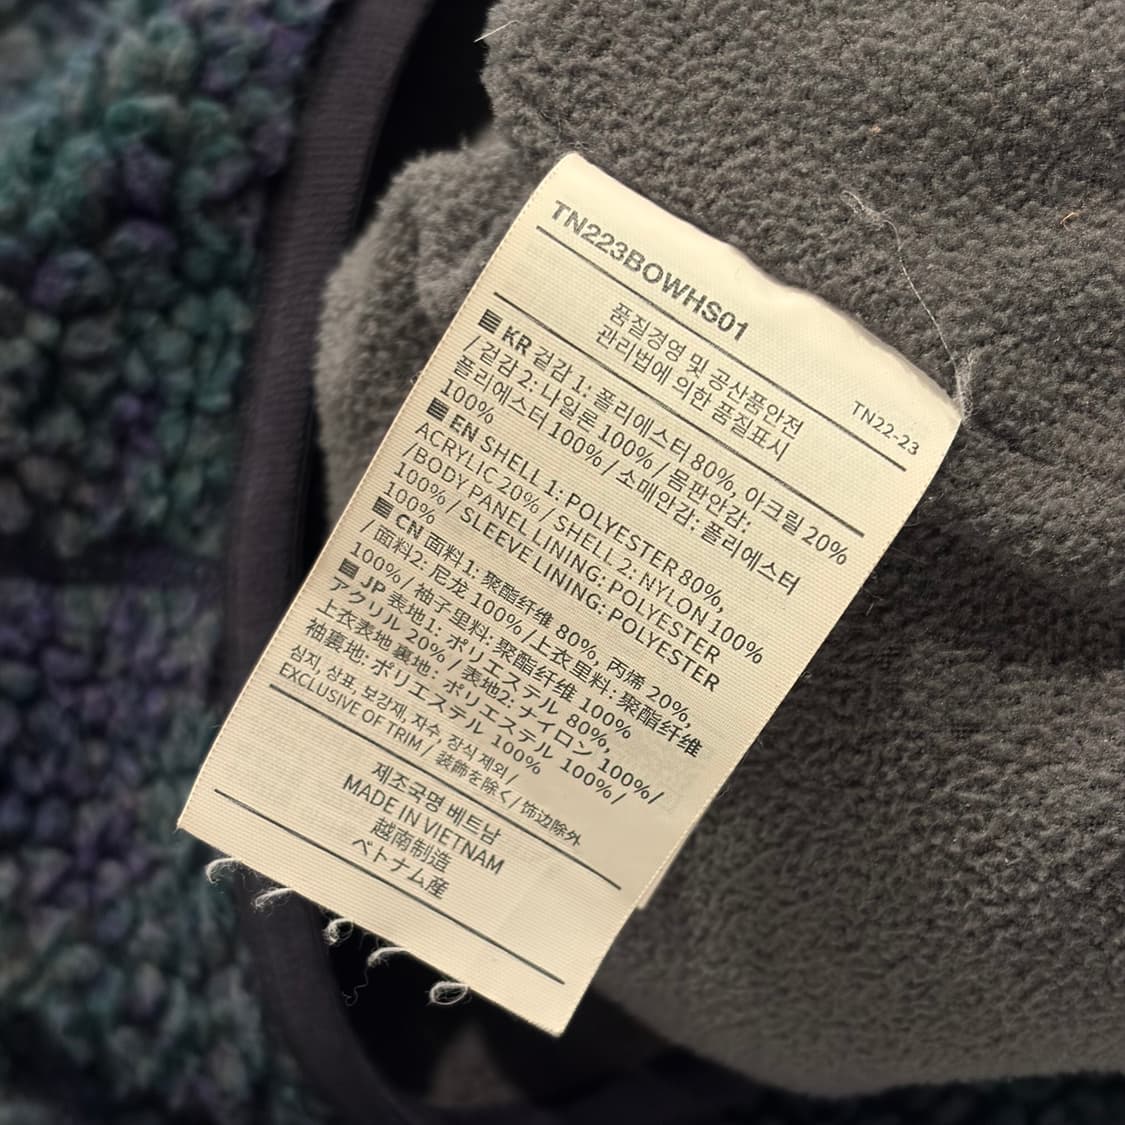 TN223BOWHS01
TN22-23
품질경영 및 공산품안전
관리법에 의한 품질표시
KR 겉감 1: 폴리에스터 80%, 아크릴 20%
/ 겉감 2: 나일론 100% / 몸판안감:
폴리에스터 100% / 소매안감: 폴리에스터
100%
EN SHELL 1: POLYESTER 80%,
ACRYLIC 20% / SHELL 2: NYLON 100%
/BODY PANEL LINING: POLYESTER
100% / SLEEVE LINING: POLYESTER
100%
CN 面料1: 聚酯纤维 80%, 丙烯 20%,
/ 面料2: 尼龙 100% / 上衣里料: 聚酯纤维
100% / 袖子里料: 聚酯纤维 100%
JP 表地1: ポリエステル 80%,
アクリル 20% / 表地2: ナイロン 100% /
上衣表地裏地: ポリエステル 100% /
袖裏地: ポリエステル 100%
심지, 상표, 보강재, 자수, 장식 제외 /
EXCLUSIVE OF TRIM / 装飾を除く / 饰边除外
제조국명 베트남
MADE IN VIETNAM
越南制造
ベトナム産